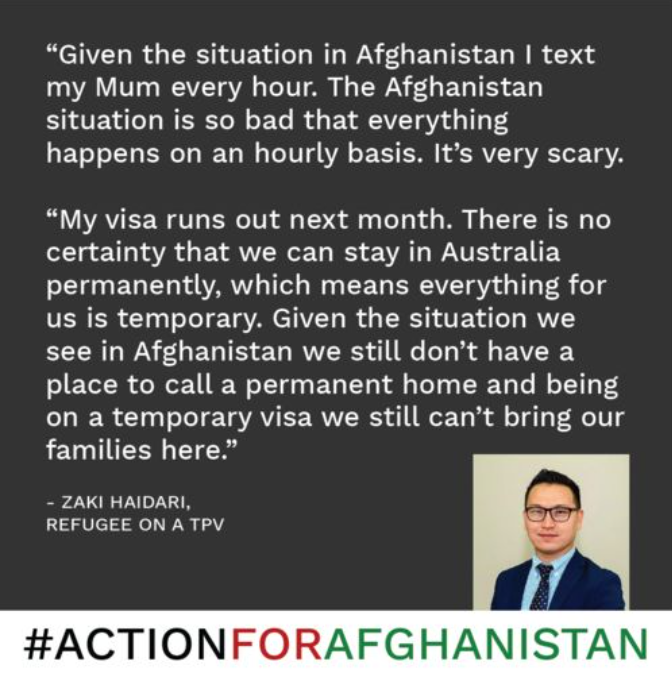 “Given the situation in Afghanistan I text
my Mum every hour. The Afghanistan
situation is so bad that everything
happens on an hourly basis. It’s very scary.
“My visa runs out next month. There is no
certainty that we can stay in Australia
permanently, which means everything for
us is temporary. Given the situation we
see in Afghanistan we still don’t have a
place to call a permanent home and being
on a temporary visa we still can’t bring our
families here.”
- ZAKI HAIDARI,
REFUGEE ON A TPV
#ACTIONFORAFGHANISTAN